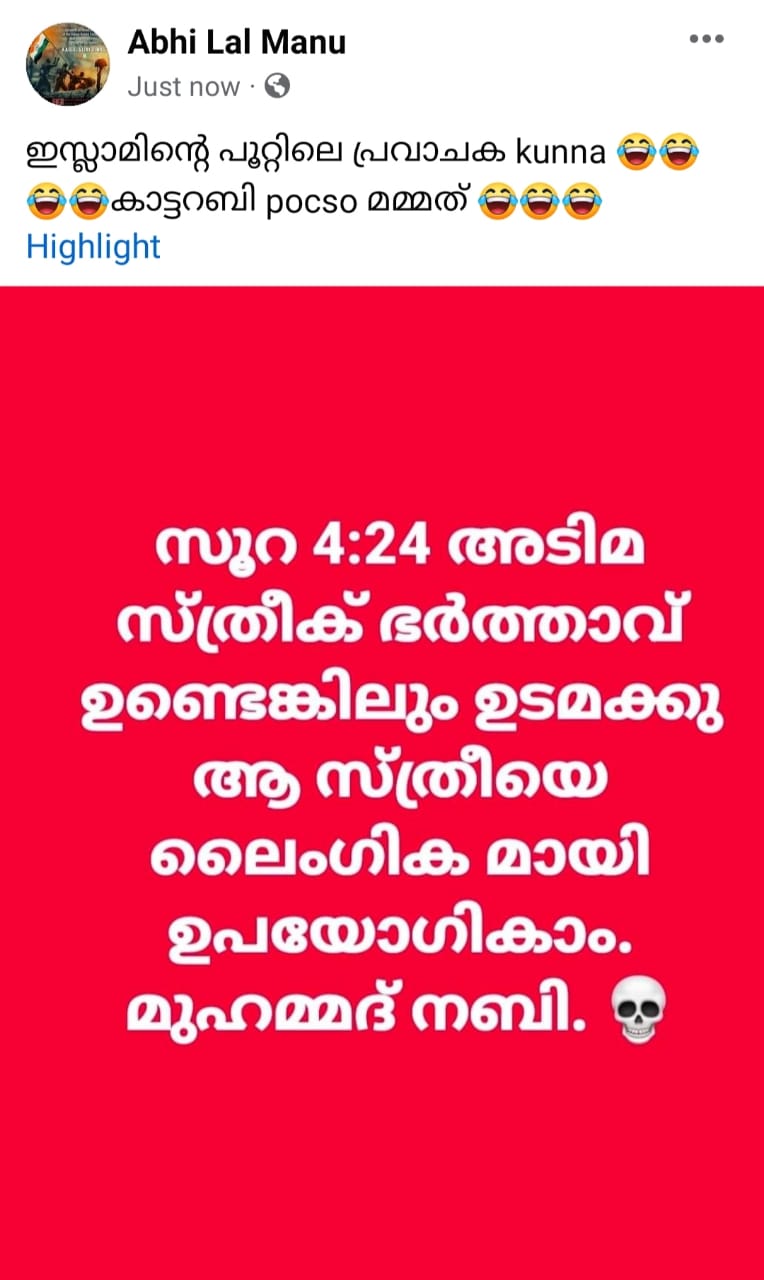 Abhi Lal Manu
Just now ·
ഇസ്ലാമിന്റെ പൂറ്റിലെ പ്രവാചക kunna 😂😂
😂😂കാട്ടറബി pocso മമ്മത് 😂😂😂
Highlight
സൂറ 4:24 അടിമ
സ്ത്രീക് ഭർത്താവ്
ഉണ്ടെങ്കിലും ഉടമക്കു
ആ സ്ത്രീയെ
ലൈംഗിക മായി
ഉപയോഗികാം.
മുഹമ്മദ് നബി. 💀